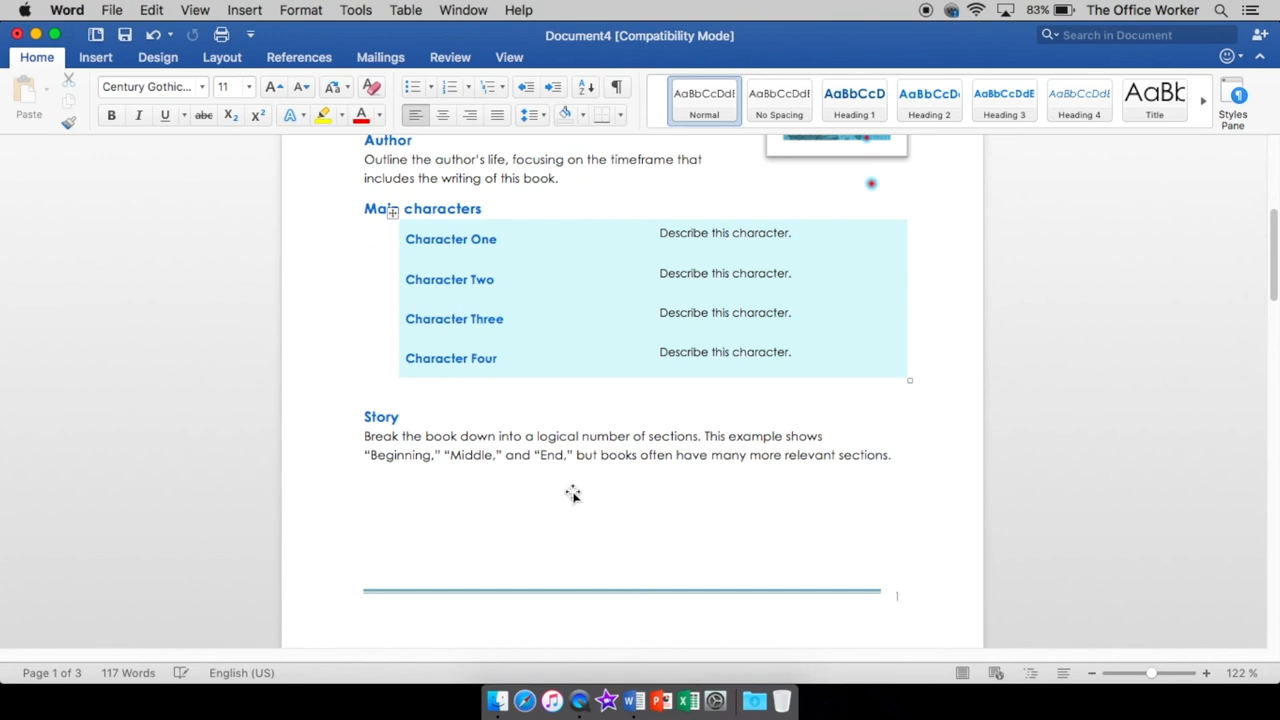 Word File Edit View Insert Format Tools Table Window Help 83% The Office Worker
Document4 [Compatibility Mode] Search in Document
Home Insert Design Layout References Mailings Review View
Paste Century Gothic... 11 AaBbCcDdE AaBbCcDdE AaBbCcD AaBbCcDd AaBbCcDdE AaBbCcDdE AaBb
B I U abc X2 X2 A A Normal No Spacing Heading 1 Heading 2 Heading 3 Heading 4 Title Styles Pane
Author
Outline the author's life, focusing on the timeframe that
includes the writing of this book.
Main characters
Character One Describe this character.
Character Two Describe this character.
Character Three Describe this character.
Character Four Describe this character.
Story
Break the book down into a logical number of sections. This example shows
“Beginning,” “Middle,” and “End,” but books often have many more relevant sections.
1
Page 1 of 3 117 Words English (US) 122 %